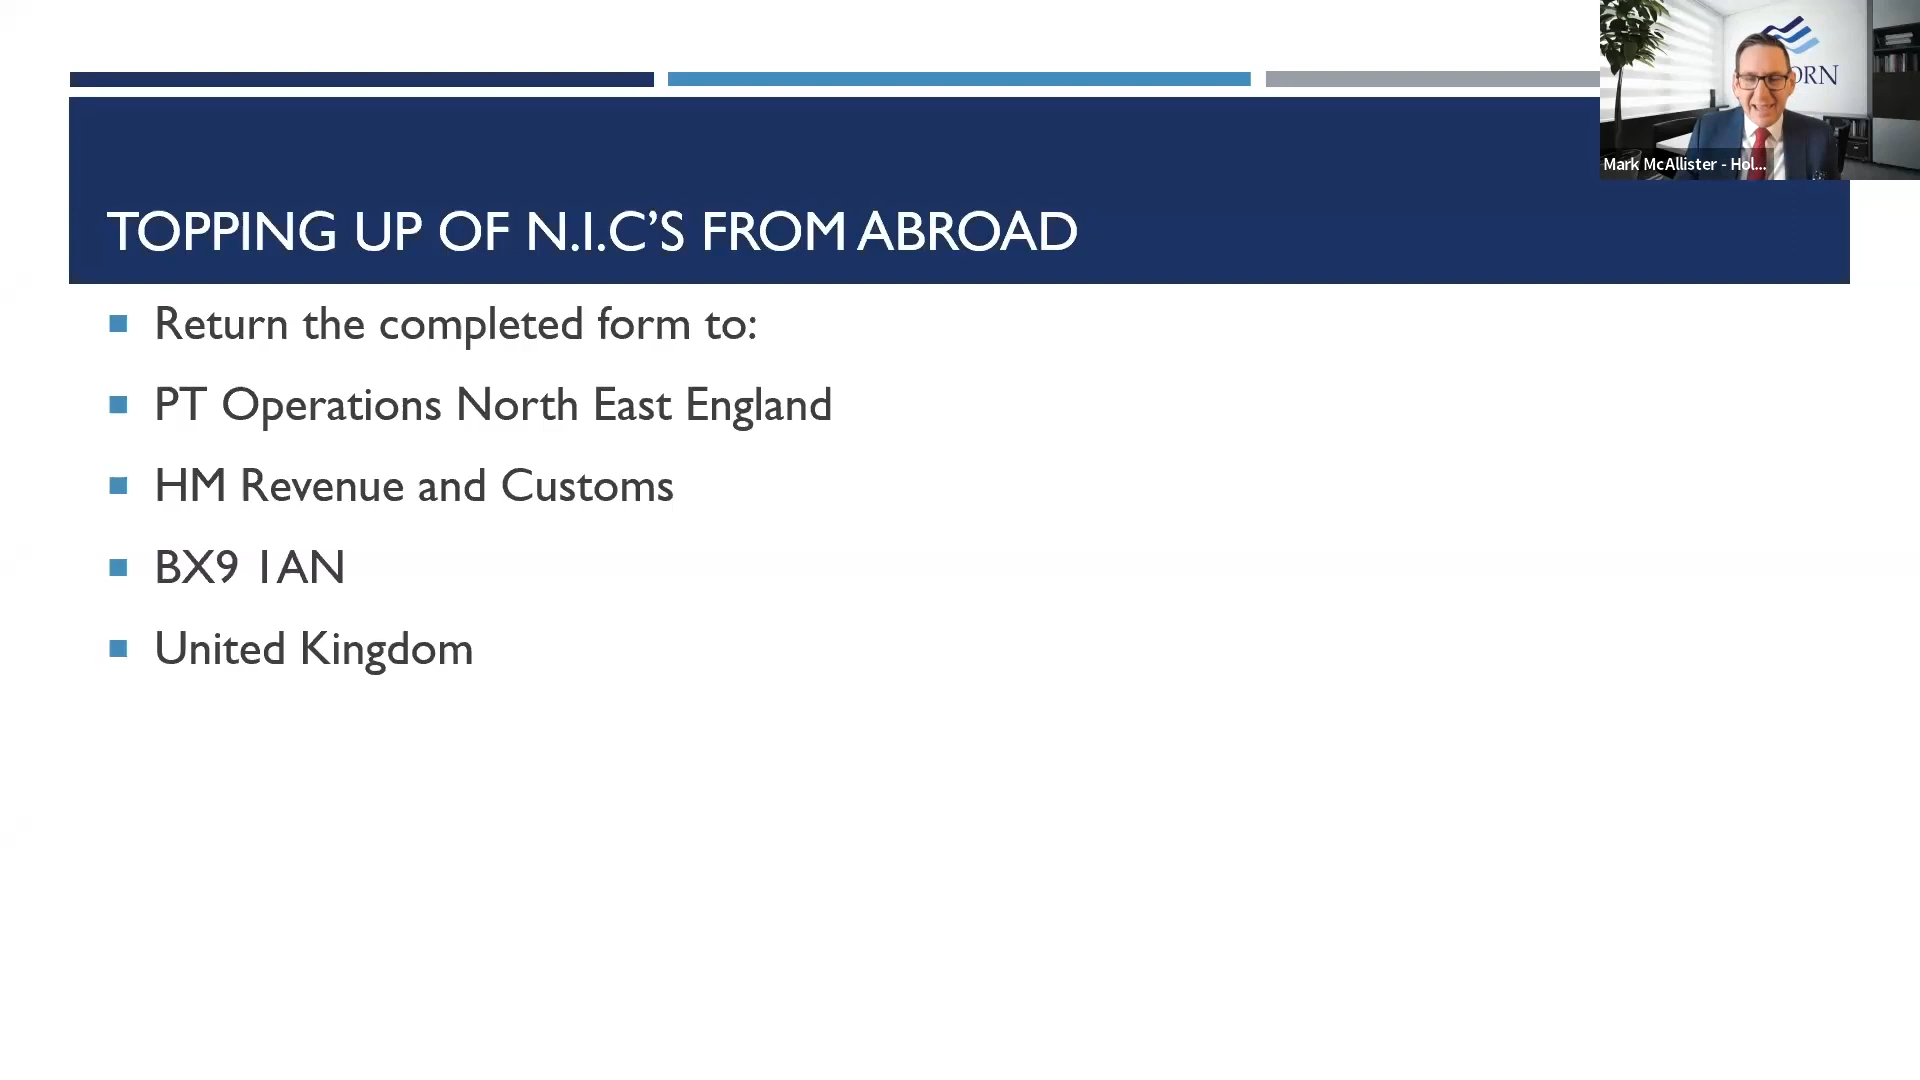 ORN
Mark McAllister - Hol...
TOPPING UP OF N.I.C’S FROM ABROAD
Return the completed form to:
PT Operations North East England
HM Revenue and Customs
BX9 1AN
United Kingdom